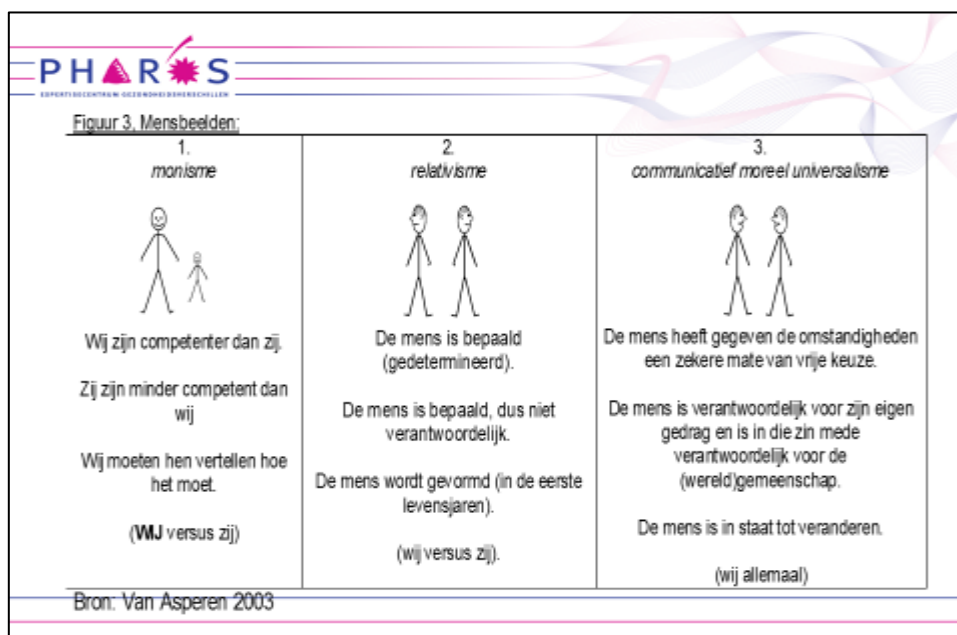 PHAROS
EXPERTISECENTRUM GEZONDHEIDSVERSCHILLEN
Figuur 3, Mensbeelden:
1.
monisme
Wij zijn competenter dan zij.
Zij zijn minder competent dan
wij
Wij moeten hen vertellen hoe
het moet.
(WIJ versus zij)
2.
relativisme
De mens is bepaald
(gedetermineerd).
De mens is bepaald, dus niet
verantwoordelijk.
De mens wordt gevormd (in de eerste
levensjaren).
(wij versus zij).
3.
communicatief moreel universalisme
De mens heeft gegeven de omstandigheden
een zekere mate van vrije keuze.
De mens is verantwoordelijk voor zijn eigen
gedrag en is in die zin mede
verantwoordelijk voor de
(wereld)gemeenschap.
De mens is in staat tot veranderen.
(wij allemaal)
Bron: Van Asperen 2003